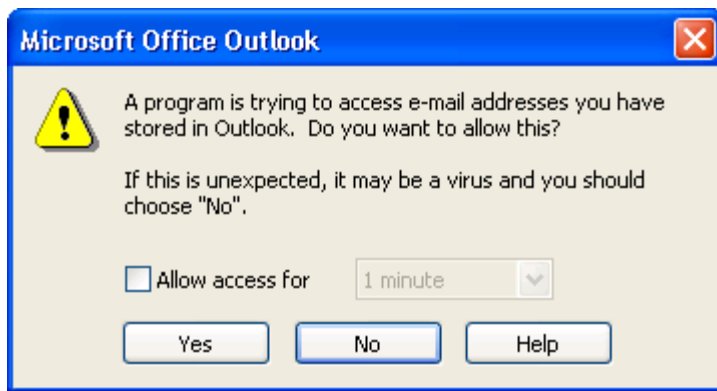 Microsoft Office Outlook
A program is trying to access e-mail addresses you have
stored in Outlook.  Do you want to allow this?
If this is unexpected, it may be a virus and you should
choose "No".
Allow access for
1 minute
Yes
No
Help